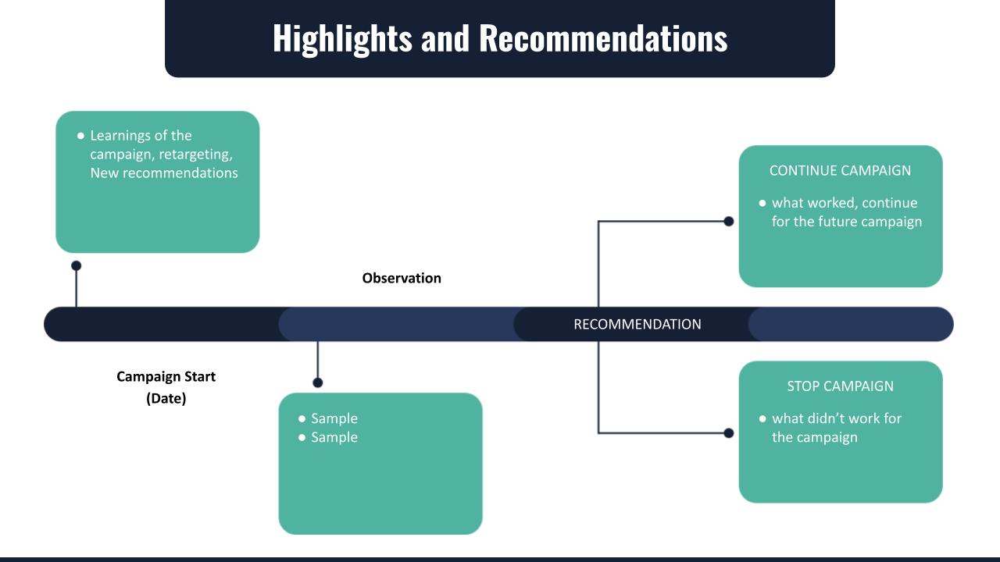 Highlights and Recommendations
● Learnings of the
campaign, retargeting,
New recommendations
CONTINUE CAMPAIGN
● what worked, continue
for the future campaign
Observation
RECOMMENDATION
Campaign Start
(Date)
● Sample
● Sample
STOP CAMPAIGN
● what didn’t work for
the campaign